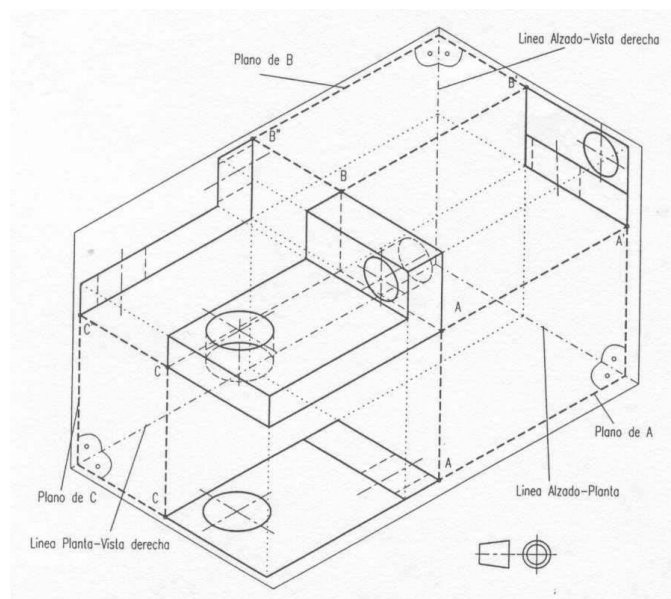 Linea Alzado-Vista derecha
Plano de B
B'
B"
B
A'
A
C"
C
Plano de A
A
Plano de C
C
Linea Alzado-Planta
Linea Planta-Vista derecha